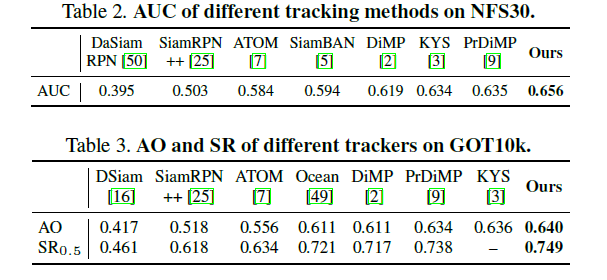 Table 2. AUC of different tracking methods on NFS30.
DaSiam SiamRPN ATOM SiamBAN DiMP KYS PrDiMP Ours
RPN [50] ++ [25] [7] [5] [2] [3] [9]
AUC 0.395 0.503 0.584 0.594 0.619 0.634 0.635 0.656
Table 3. AO and SR of different trackers on GOT10k.
DSiam SiamRPN ATOM Ocean DiMP PrDiMP KYS Ours
[16] ++ [25] [7] [49] [2] [9] [3]
AO 0.417 0.518 0.556 0.611 0.611 0.634 0.636 0.640
SR0.5 0.461 0.618 0.634 0.721 0.717 0.738 – 0.749